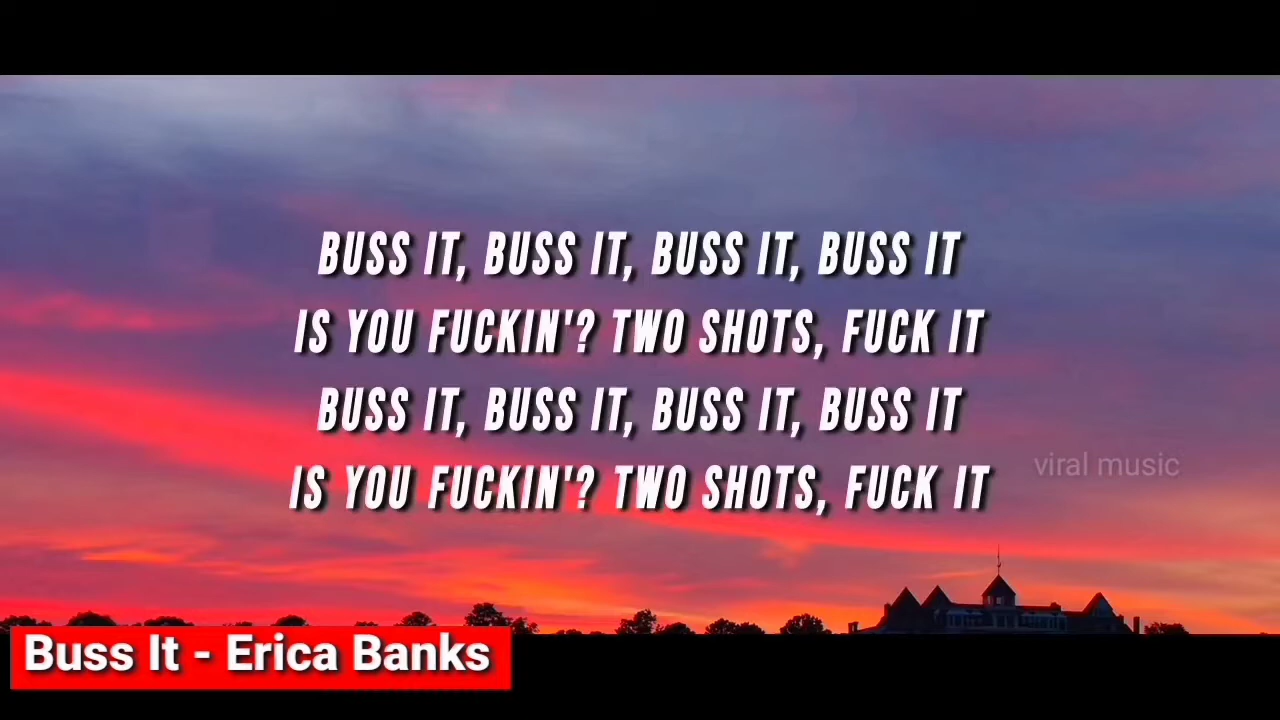 BUSS IT, BUSS IT, BUSS IT, BUSS IT
IS YOU FUCKIN'? TWO SHOTS, FUCK IT
BUSS IT, BUSS IT, BUSS IT, BUSS IT
IS YOU FUCKIN'? TWO SHOTS, FUCK IT
viral music
Buss It - Erica Banks